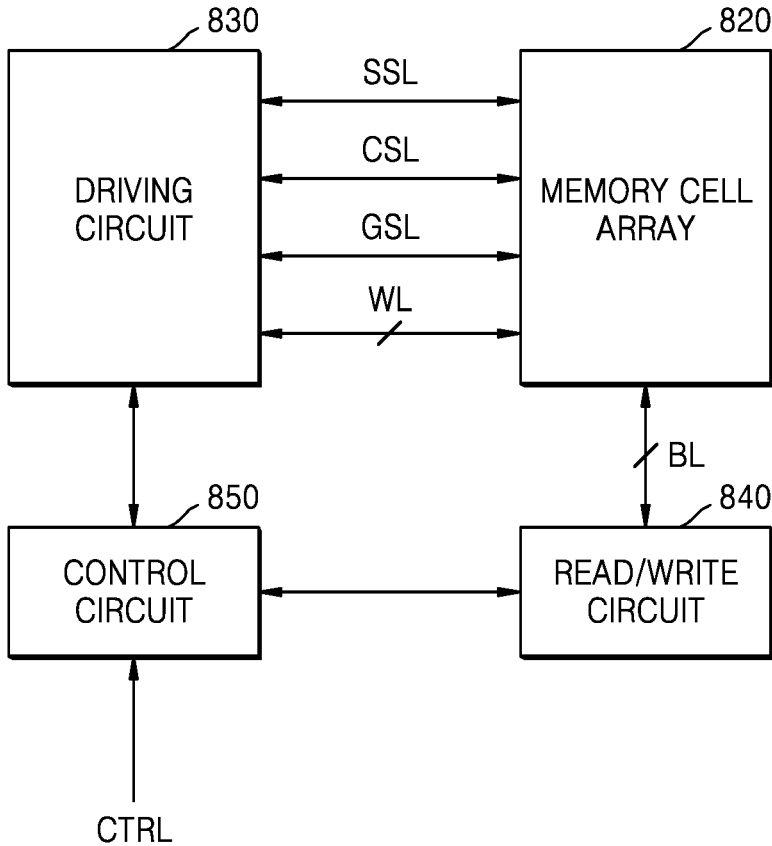 830
820
SSL
CSL
GSL
WL
DRIVING
CIRCUIT
MEMORY CELL
ARRAY
BL
850
840
CONTROL
CIRCUIT
READ/WRITE
CIRCUIT
CTRL